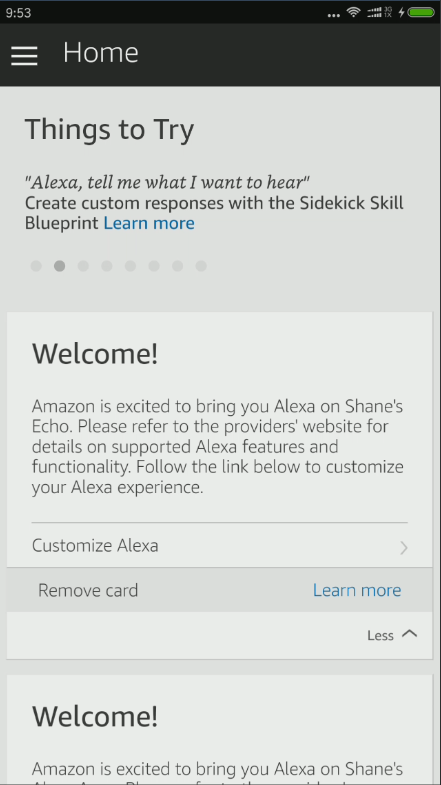 9:53
3G
1X
Home
Things to Try
"Alexa, tell me what I want to hear"
Create custom responses with the Sidekick Skill
Blueprint Learn more
Welcome!
Amazon is excited to bring you Alexa on Shane's
Echo. Please refer to the providers' website for
details on supported Alexa features and
functionality. Follow the link below to customize
your Alexa experience.
Customize Alexa
Remove card Learn more
Less
Welcome!
Amazon is excited to bring you Alexa on Shane's